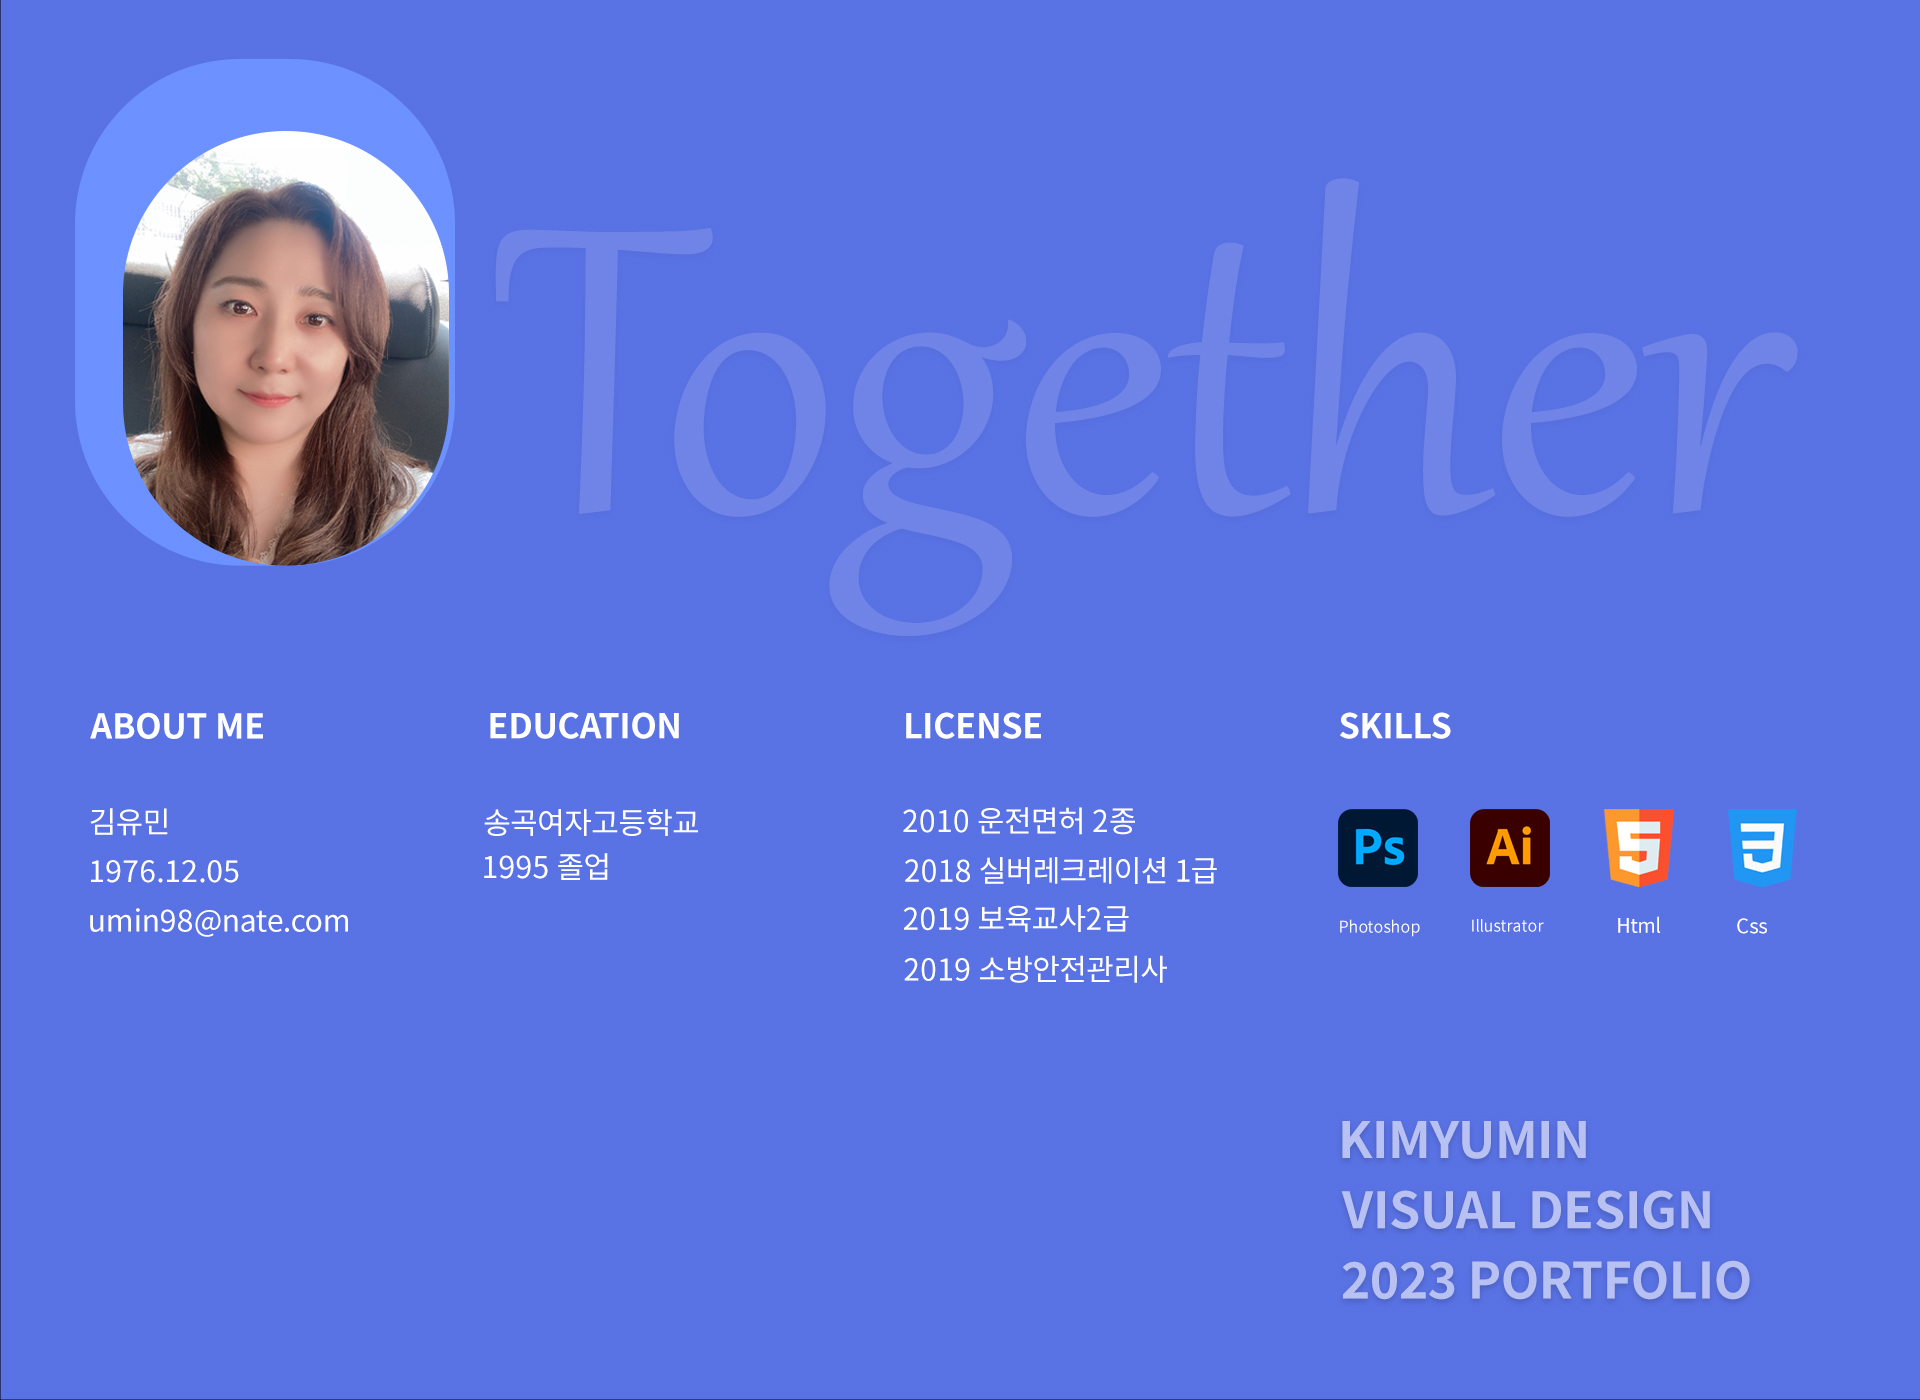 Together
ABOUT ME
김유민
1976.12.05
umin98@nate.com
EDUCATION
송곡여자고등학교
1995 졸업
LICENSE
2010 운전면허 2종
2018 실버레크레이션 1급
2019 보육교사2급
2019 소방안전관리사
SKILLS
Ps
Ai
5
3
Photoshop
Illustrator
Html
Css
KIMYUMIN
VISUAL DESIGN
2023 PORTFOLIO